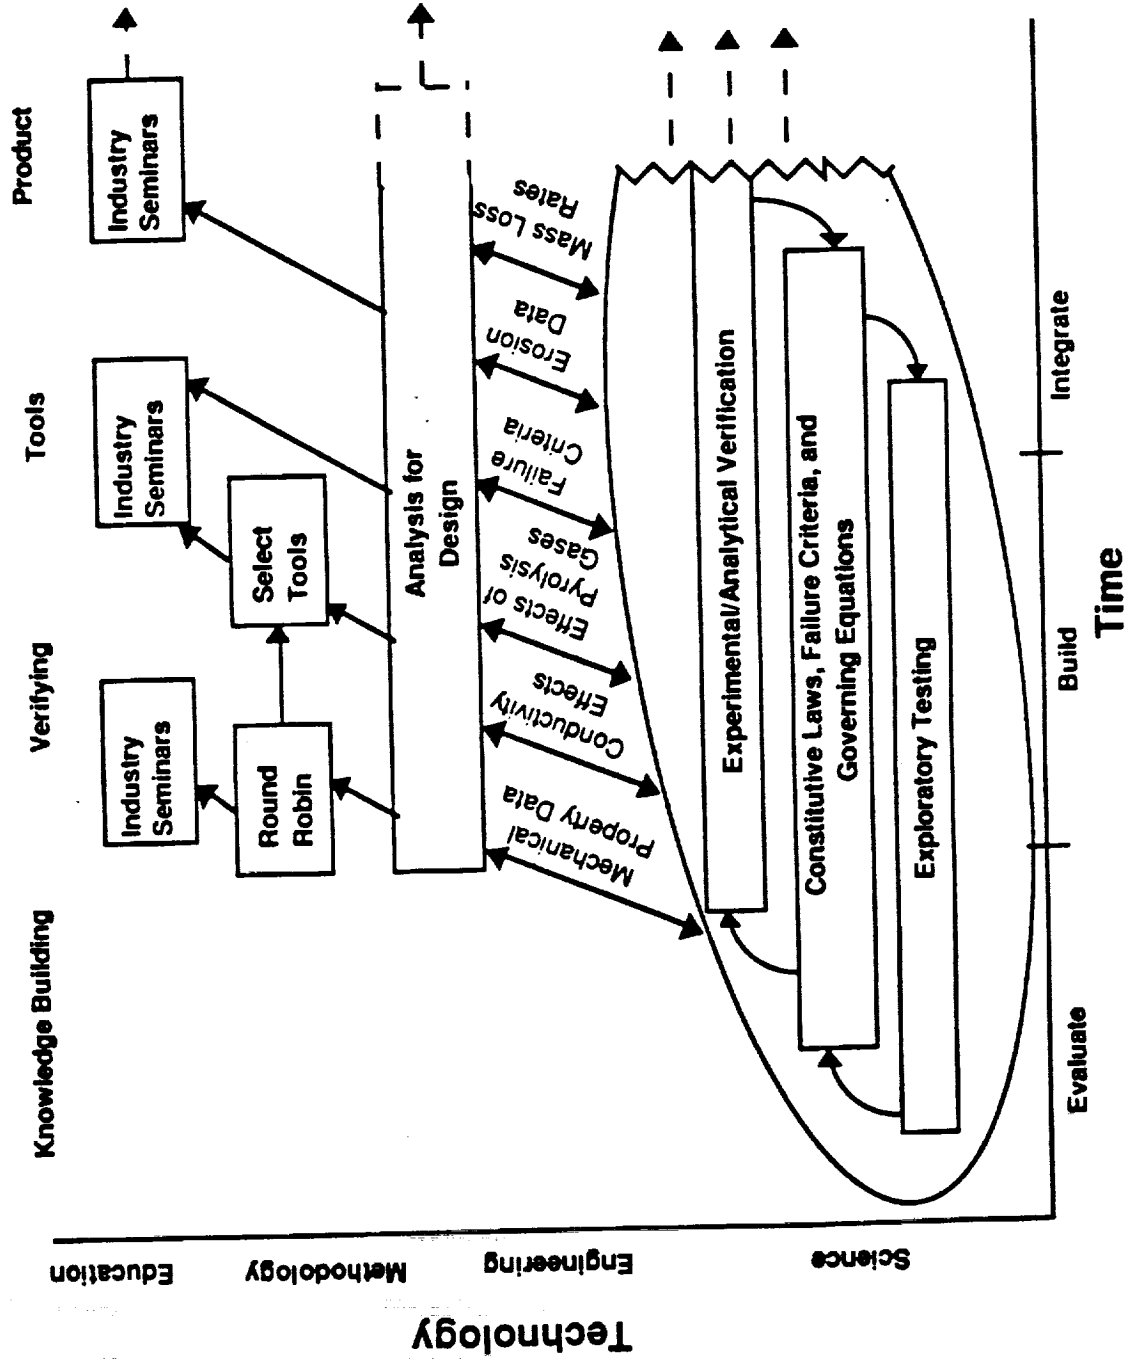 Knowledge Building
Verifying
Tools
Product
Technology
Education
Methodology
Engineering
Science
Industry
Seminars
Industry
Seminars
Industry
Seminars
Round
Robin
Select
Tools
Analysis for
Design
Mechanical
Property Data
Conductivity
Effects
Effects of
Pyrolysis
Gases
Failure
Criteria
Erosion
Data
Mass Loss
Rates
Experimental/Analytical Verification
Constitutive Laws, Failure Criteria, and
Governing Equations
Exploratory Testing
Evaluate
Build
Integrate
Time